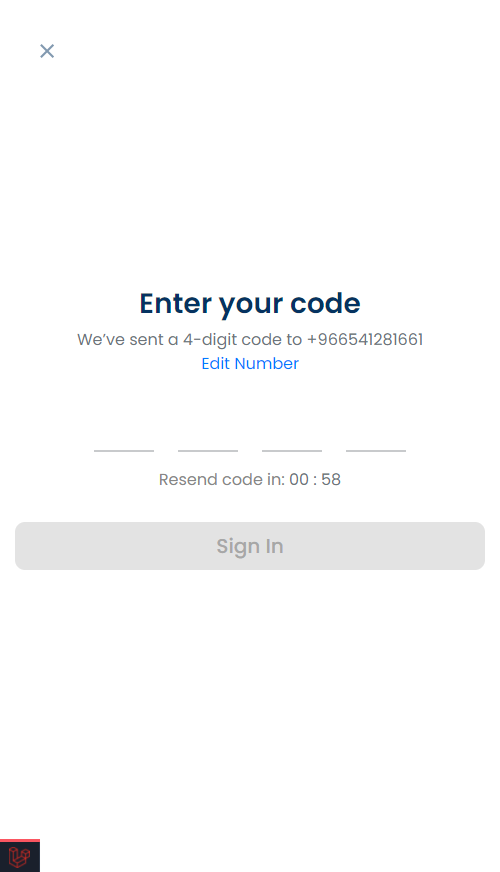 Enter your code
We’ve sent a 4-digit code to +966541281661
Edit Number
Resend code in: 00 : 58
Sign In